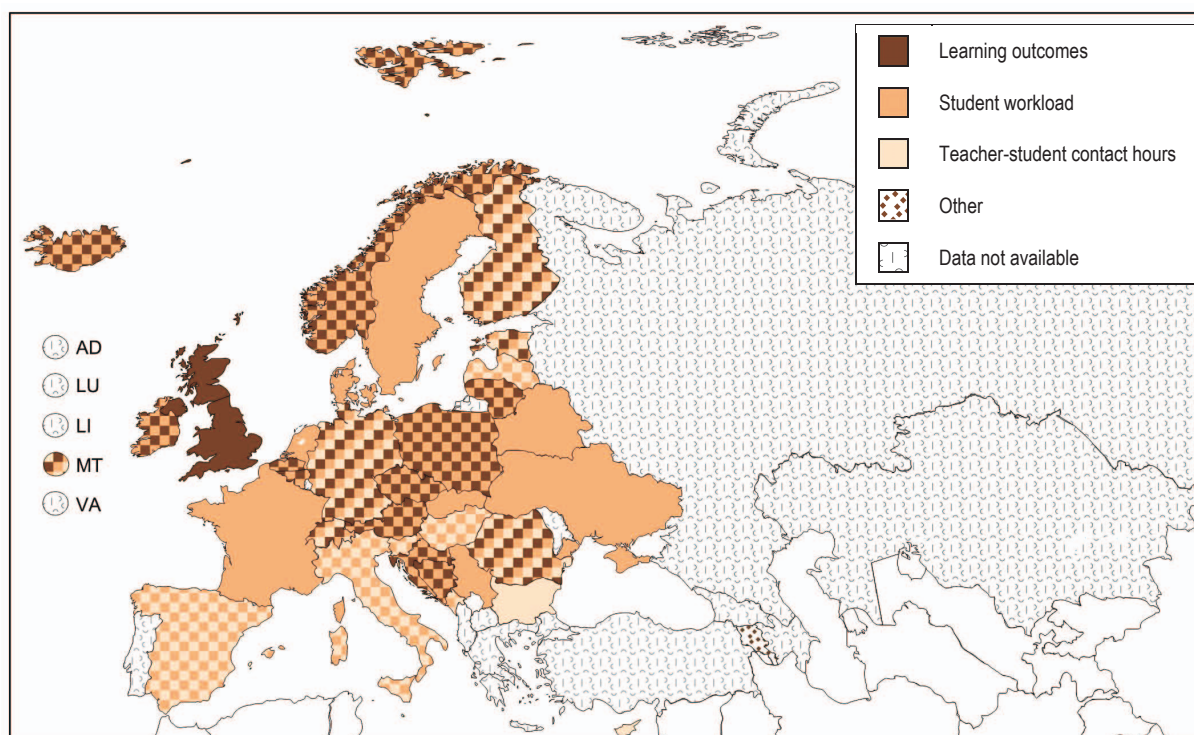 Learning outcomes
Student workload
Teacher-student contact hours
Other
Data not available
AD
LU
LI
MT
VA